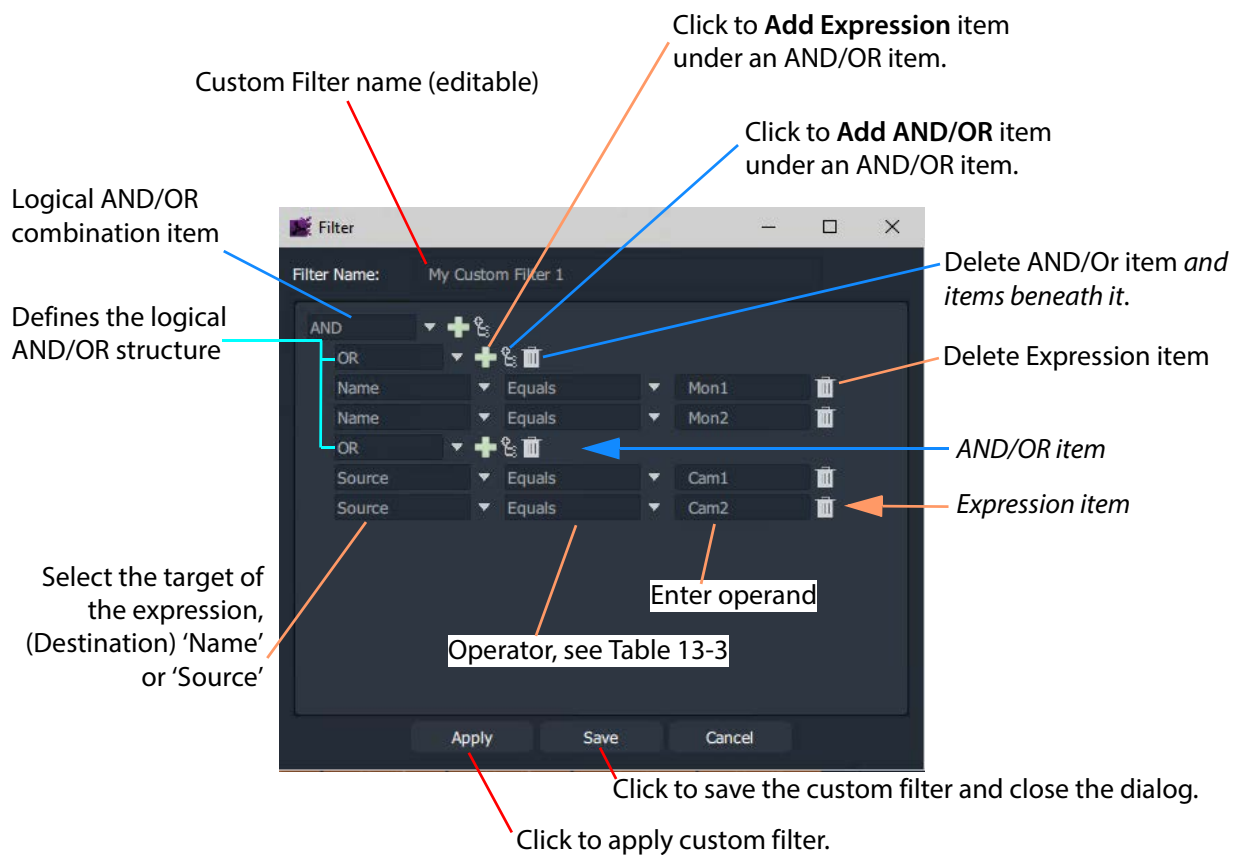 Click to Add Expression item
under an AND/OR item.
Custom Filter name (editable)
Click to Add AND/OR item
under an AND/OR item.
Logical AND/OR
combination item
Filter
Filter Name:
My Custom Filter 1
Delete AND/Or item and
items beneath it.
Defines the logical
AND/OR structure
AND
OR
Delete Expression item
Name Equals Mon1
Name Equals Mon2
OR
AND/OR item
Source Equals Cam1
Source Equals Cam2
Expression item
Select the target of
the expression,
(Destination) ‘Name’
or ‘Source’
Enter operand
Operator, see Table 13-3
Apply Save Cancel
Click to save the custom filter and close the dialog.
Click to apply custom filter.